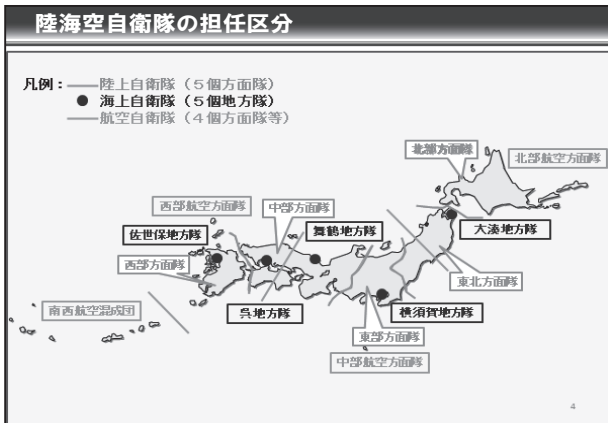 陸海空自衛隊の担任区分
凡例：
陸上自衛隊（５個方面隊）
海上自衛隊（５個地方隊）
航空自衛隊（４個方面隊等）
北部方面隊
北部航空方面隊
西部航空方面隊
中部方面隊
佐世保地方隊
舞鶴地方隊
大湊地方隊
西部方面隊
東北方面隊
南西航空混成団
呉地方隊
横須賀地方隊
東部方面隊
中部航空方面隊
4